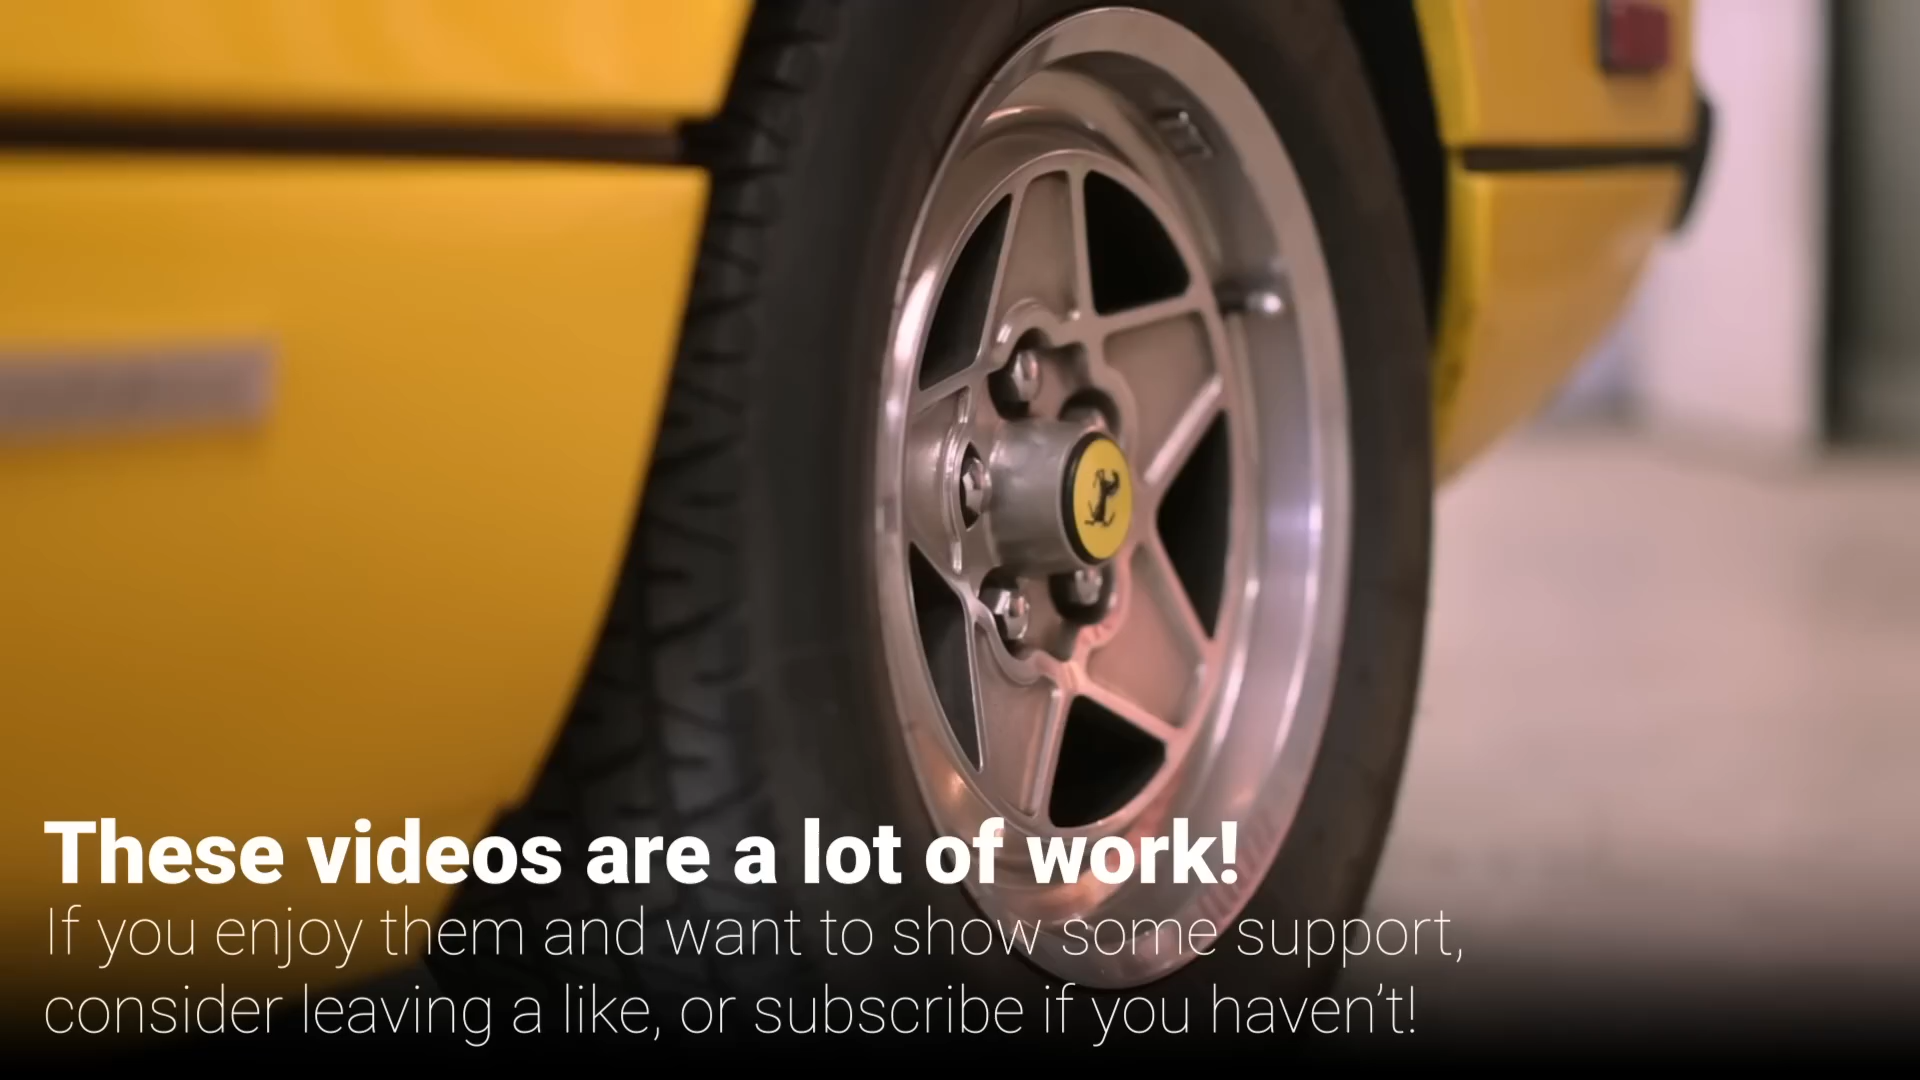 These videos are a lot of work!
If you enjoy them and want to show some support,
consider leaving a like, or subscribe if you haven’t!